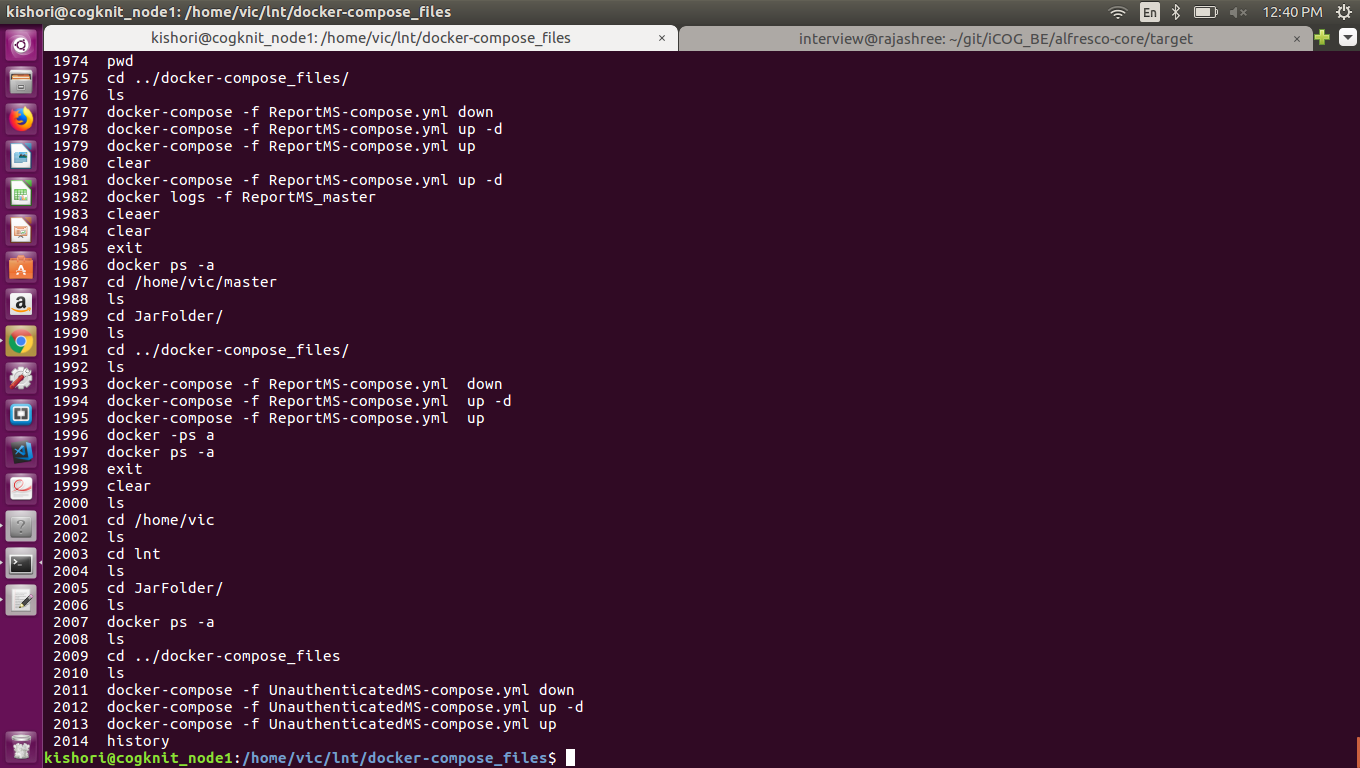 kishori@cogknit_node1: /home/vic/lnt/docker-compose_files
En
12:40 PM
kishori@cogknit_node1: /home/vic/lnt/docker-compose_files ×
interview@rajashree: ~/git/iCOG_BE/alfresco-core/target ×
1974 pwd
1975 cd ../docker-compose_files/
1976 ls
1977 docker-compose -f ReportMS-compose.yml down
1978 docker-compose -f ReportMS-compose.yml up -d
1979 docker-compose -f ReportMS-compose.yml up
1980 clear
1981 docker-compose -f ReportMS-compose.yml up -d
1982 docker logs -f ReportMS_master
1983 cleaer
1984 clear
1985 exit
1986 docker ps -a
1987 cd /home/vic/master
1988 ls
1989 cd JarFolder/
1990 ls
1991 cd ../docker-compose_files/
1992 ls
1993 docker-compose -f ReportMS-compose.yml  down
1994 docker-compose -f ReportMS-compose.yml  up -d
1995 docker-compose -f ReportMS-compose.yml  up
1996 docker -ps a
1997 docker ps -a
1998 exit
1999 clear
2000 ls
2001 cd /home/vic
2002 ls
2003 cd lnt
2004 ls
2005 cd JarFolder/
2006 ls
2007 docker ps -a
2008 ls
2009 cd ../docker-compose_files
2010 ls
2011 docker-compose -f UnauthenticatedMS-compose.yml down
2012 docker-compose -f UnauthenticatedMS-compose.yml up -d
2013 docker-compose -f UnauthenticatedMS-compose.yml up
2014 history
kishori@cogknit_node1:/home/vic/lnt/docker-compose_files$